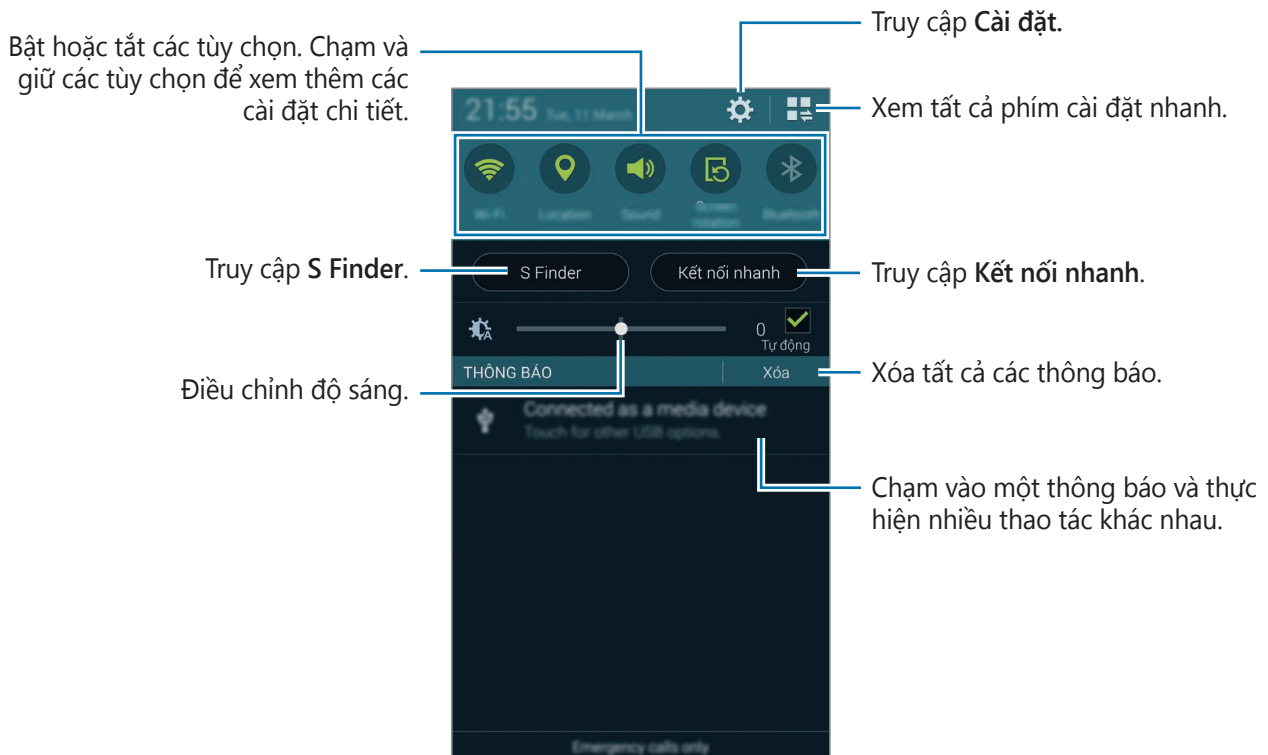 Truy cập Cài đặt.
Bật hoặc tắt các tùy chọn. Chạm và
giữ các tùy chọn để xem thêm các
cài đặt chi tiết.
21:55 Tue, 11 March
Xem tất cả phím cài đặt nhanh.
Wi-Fi
Location
Sound
Screen
rotation
Bluetooth
Truy cập S Finder.
S Finder
Kết nối nhanh
Truy cập Kết nối nhanh.
0
Tự động
Điều chỉnh độ sáng.
THÔNG BÁO
Xóa
Xóa tất cả các thông báo.
Connected as a media device
Touch for other USB options.
Chạm vào một thông báo và thực
hiện nhiều thao tác khác nhau.
Emergency calls only